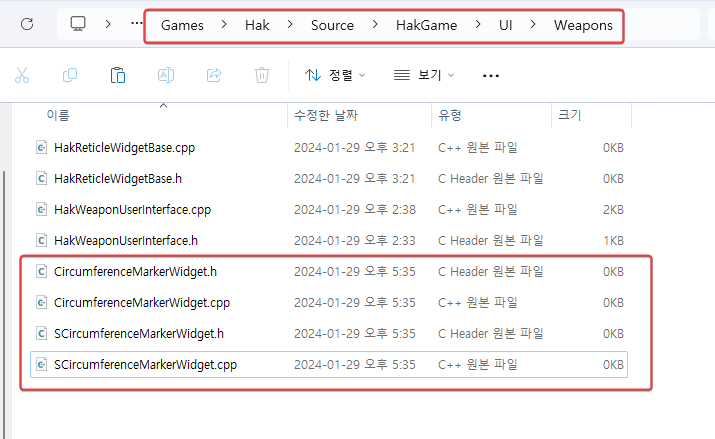 ··· Games > Hak > Source > HakGame > UI > Weapons
정렬 보기 ···
이름 수정한 날짜 유형 크기
HakReticleWidgetBase.cpp 2024-01-29 오후 3:21 C++ 원본 파일 0KB
HakReticleWidgetBase.h 2024-01-29 오후 3:21 C Header 원본 파일 0KB
HakWeaponUserInterface.cpp 2024-01-29 오후 2:38 C++ 원본 파일 2KB
HakWeaponUserInterface.h 2024-01-29 오후 2:33 C Header 원본 파일 1KB
CircumferenceMarkerWidget.h 2024-01-29 오후 5:35 C Header 원본 파일 0KB
CircumferenceMarkerWidget.cpp 2024-01-29 오후 5:35 C++ 원본 파일 0KB
SCircumferenceMarkerWidget.h 2024-01-29 오후 5:35 C Header 원본 파일 0KB
SCircumferenceMarkerWidget.cpp 2024-01-29 오후 5:35 C++ 원본 파일 0KB